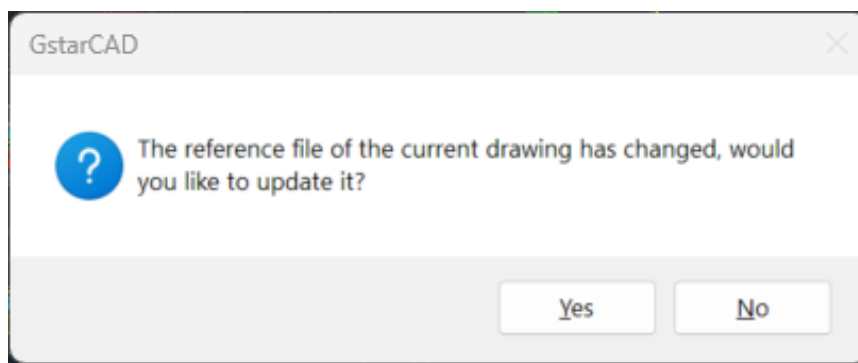 GstarCAD
The reference file of the current drawing has changed, would
you like to update it?
Yes
No